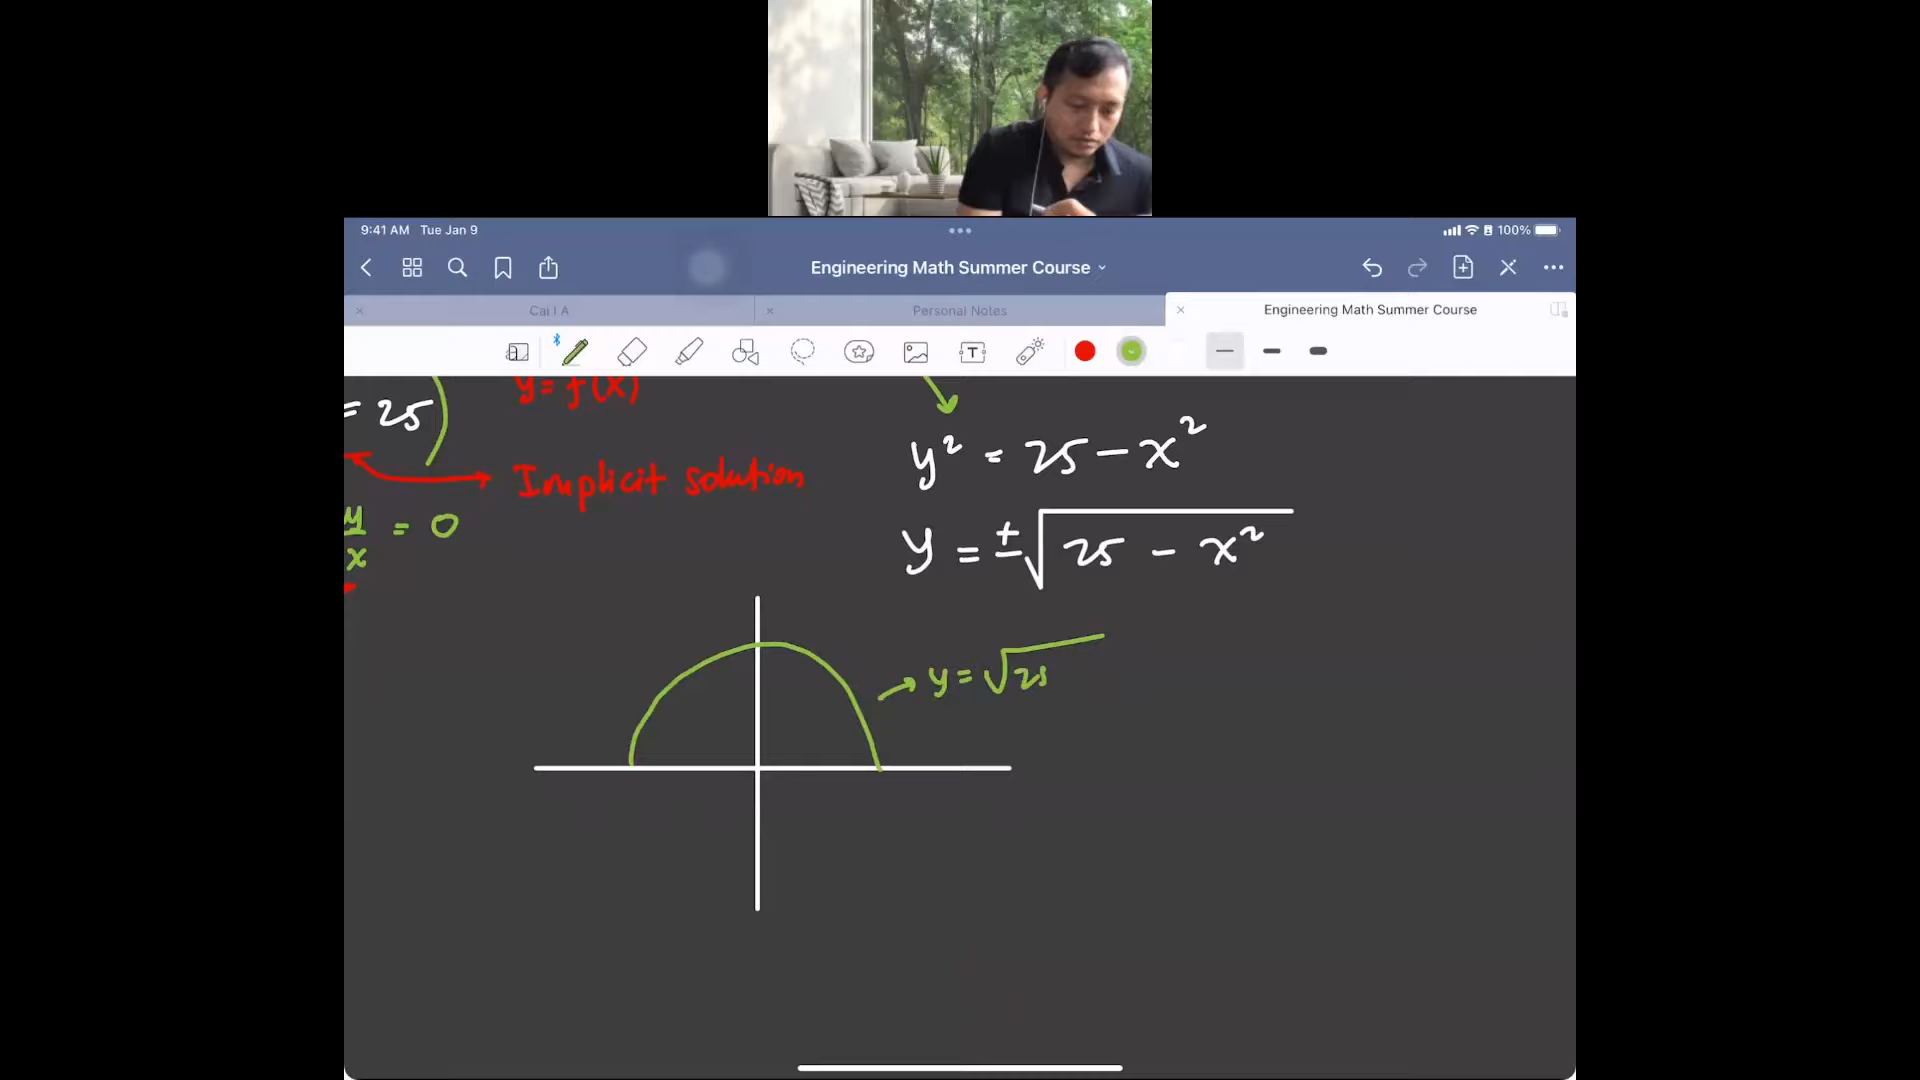 9:41 AM Tue Jan 9
100%
Engineering Math Summer Course
Cal I A
Personal Notes
Engineering Math Summer Course
T
= 25
y = f(x)
Implicit solution
y/x = 0
y² = 25 - x²
y = ±√25 - x²
y = √25